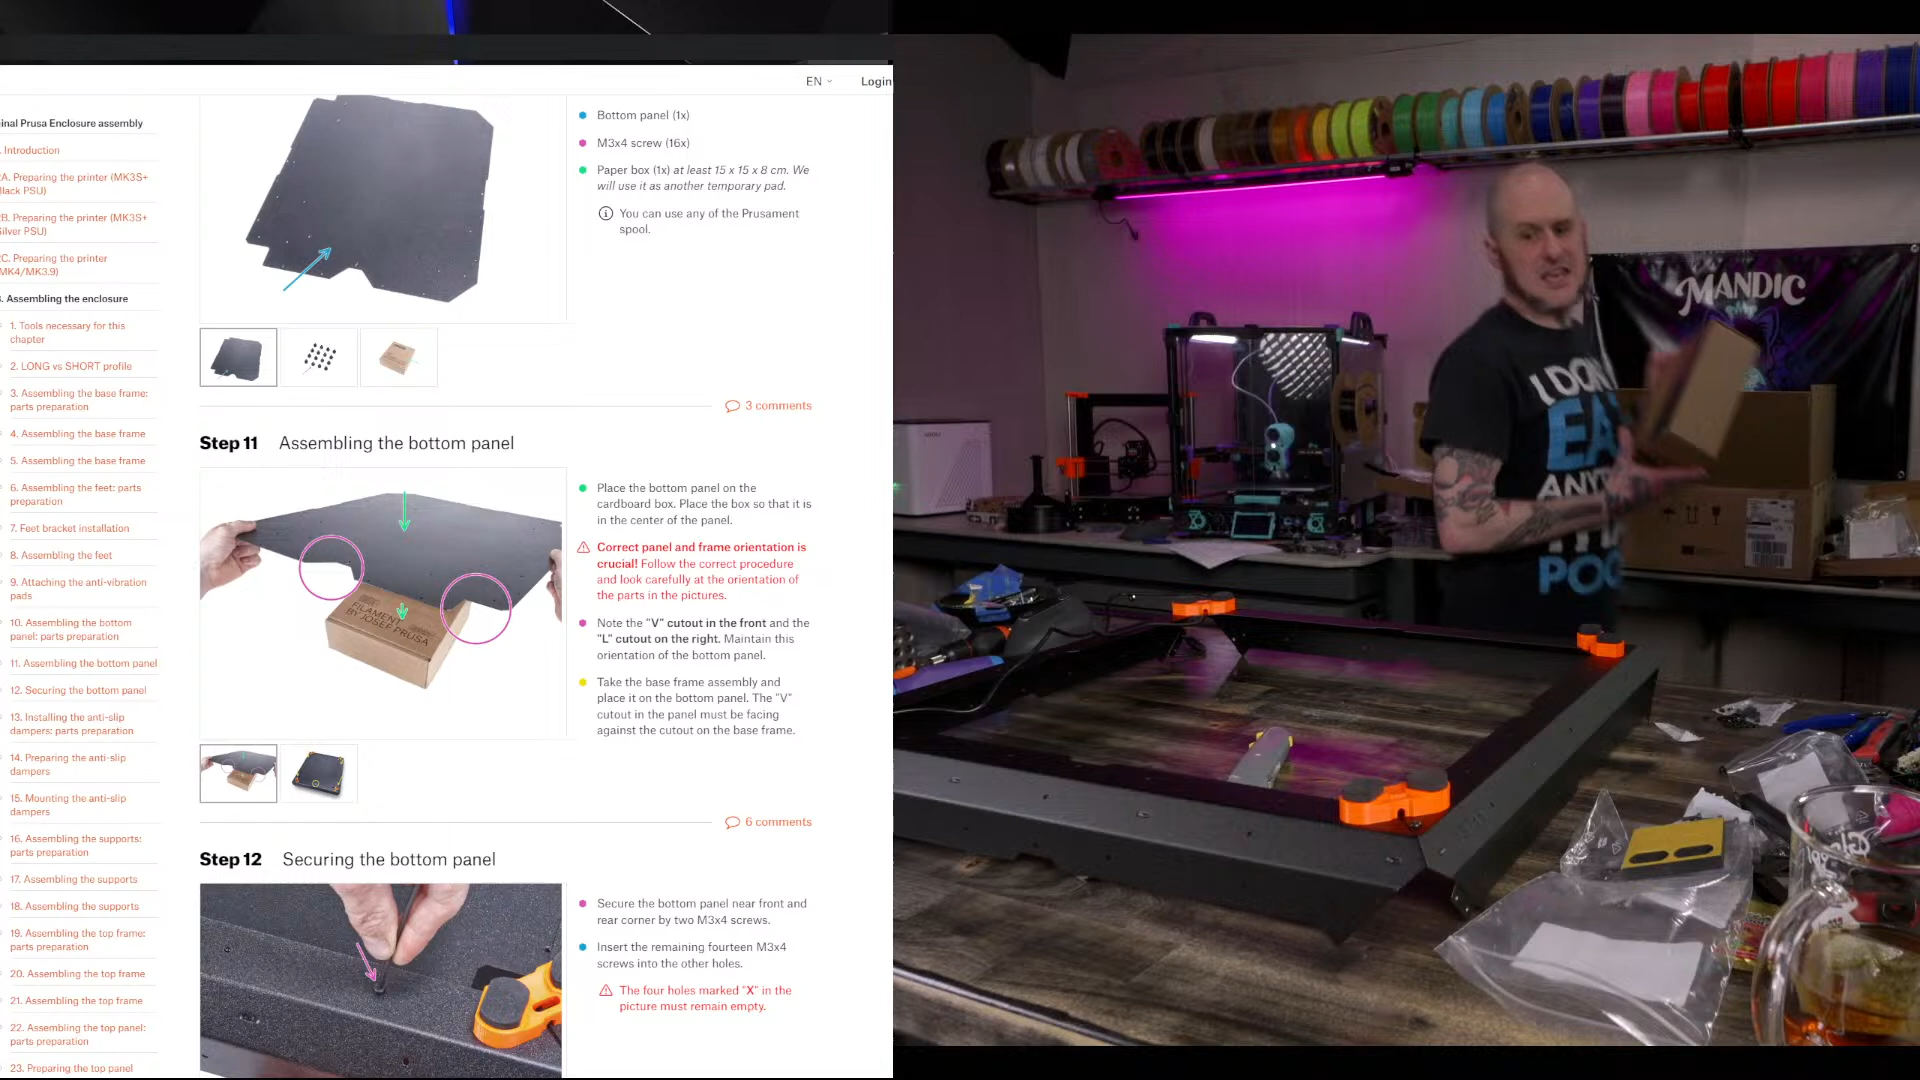 EN
Login
inal Prusa Enclosure assembly
. Introduction
2A. Preparing the printer (MK3S+
Black PSU)
2B. Preparing the printer (MK3S+
Silver PSU)
2C. Preparing the printer
(MK4/MK3.9)
3. Assembling the enclosure
1. Tools necessary for this
chapter
2. LONG vs SHORT profile
3. Assembling the base frame:
parts preparation
4. Assembling the base frame
5. Assembling the base frame
6. Assembling the feet: parts
preparation
7. Feet bracket installation
8. Assembling the feet
9. Attaching the anti-vibration
pads
10. Assembling the bottom
panel: parts preparation
11. Assembling the bottom panel
12. Securing the bottom panel
13. Installing the anti-slip
dampers: parts preparation
14. Preparing the anti-slip
dampers
15. Mounting the anti-slip
dampers
16. Assembling the supports:
parts preparation
17. Assembling the supports
18. Assembling the supports
19. Assembling the top frame:
parts preparation
20. Assembling the top frame
21. Assembling the top frame
22. Assembling the top panel:
parts preparation
23. Preparing the top panel
Bottom panel (1x)
M3x4 screw (16x)
Paper box (1x) at least 15 x 15 x 8 cm. We
will use it as another temporary pad.
You can use any of the Prusament
spool.
3 comments
Step 11 Assembling the bottom panel
FILAMENT
BY JOSEF PRUSA
Place the bottom panel on the
cardboard box. Place the box so that it is
in the center of the panel.
Correct panel and frame orientation is
crucial! Follow the correct procedure
and look carefully at the orientation of
the parts in the pictures.
Note the "V" cutout in the front and the
"L" cutout on the right. Maintain this
orientation of the bottom panel.
Take the base frame assembly and
place it on the bottom panel. The "V"
cutout in the panel must be facing
against the cutout on the base frame.
6 comments
Step 12 Securing the bottom panel
Secure the bottom panel near front and
rear corner by two M3x4 screws.
Insert the remaining fourteen M3x4
screws into the other holes.
The four holes marked "X" in the
picture must remain empty.
MANDIC
I DON
EA
ANY
POO